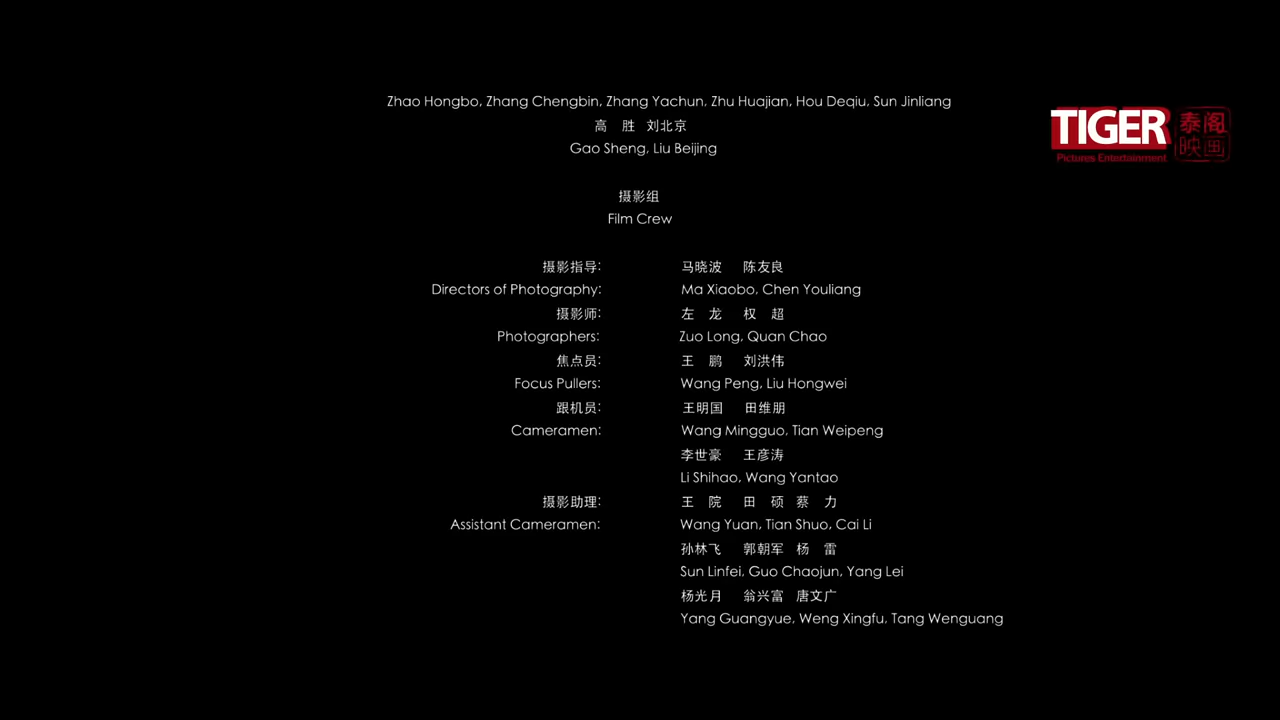 Zhao Hongbo, Zhang Chengbin, Zhang Yachun, Zhu Huajian, Hou Deqiu, Sun Jinliang
高 胜 刘北京
Gao Sheng, Liu Beijing
TIGER
Pictures Entertainment
泰阁
映画
摄影组
Film Crew
摄影指导: 马晓波 陈友良
Directors of Photography: Ma Xiaobo, Chen Youliang
摄影师: 左 龙 权 超
Photographers: Zuo Long, Quan Chao
焦点员: 王 鹏 刘洪伟
Focus Pullers: Wang Peng, Liu Hongwei
跟机员: 王明国 田维朋
Cameramen: Wang Mingguo, Tian Weipeng
李世豪 王彦涛
Li Shihao, Wang Yantao
摄影助理: 王 院 田 硕 蔡 力
Assistant Cameramen: Wang Yuan, Tian Shuo, Cai Li
孙林飞 郭朝军 杨 雷
Sun Linfei, Guo Chaojun, Yang Lei
杨光月 翁兴富 唐文广
Yang Guangyue, Weng Xingfu, Tang Wenguang